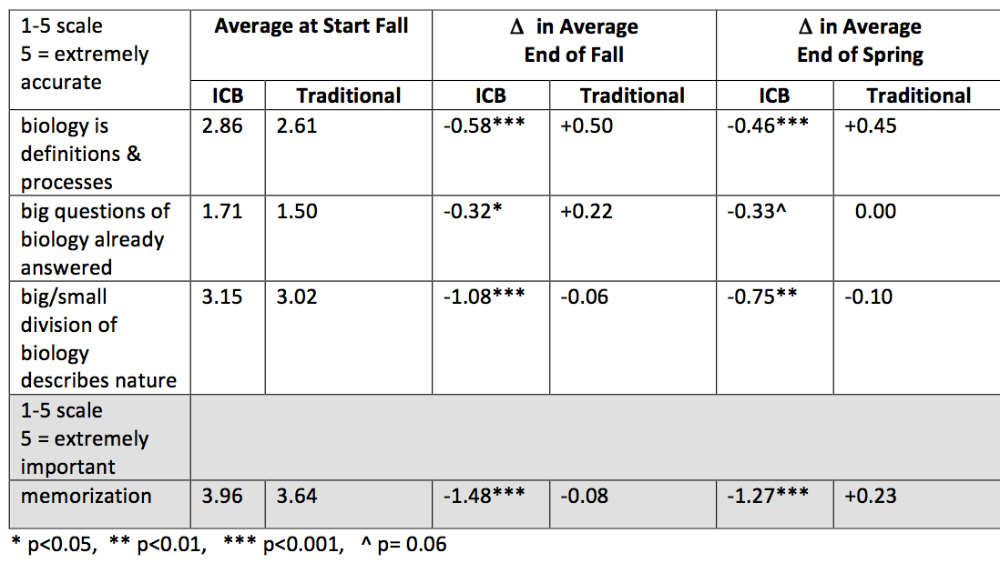 1-5 scale
5 = extremely
accurate
Average at Start Fall
Δ in Average
End of Fall
Δ in Average
End of Spring
ICB Traditional ICB Traditional ICB Traditional
biology is
definitions &
processes
2.86 2.61 -0.58*** +0.50 -0.46*** +0.45
big questions of
biology already
answered
1.71 1.50 -0.32* +0.22 -0.33^ 0.00
big/small
division of
biology
describes nature
3.15 3.02 -1.08*** -0.06 -0.75** -0.10
1-5 scale
5 = extremely
important
memorization 3.96 3.64 -1.48*** -0.08 -1.27*** +0.23
* p<0.05, ** p<0.01, *** p<0.001, ^ p= 0.06